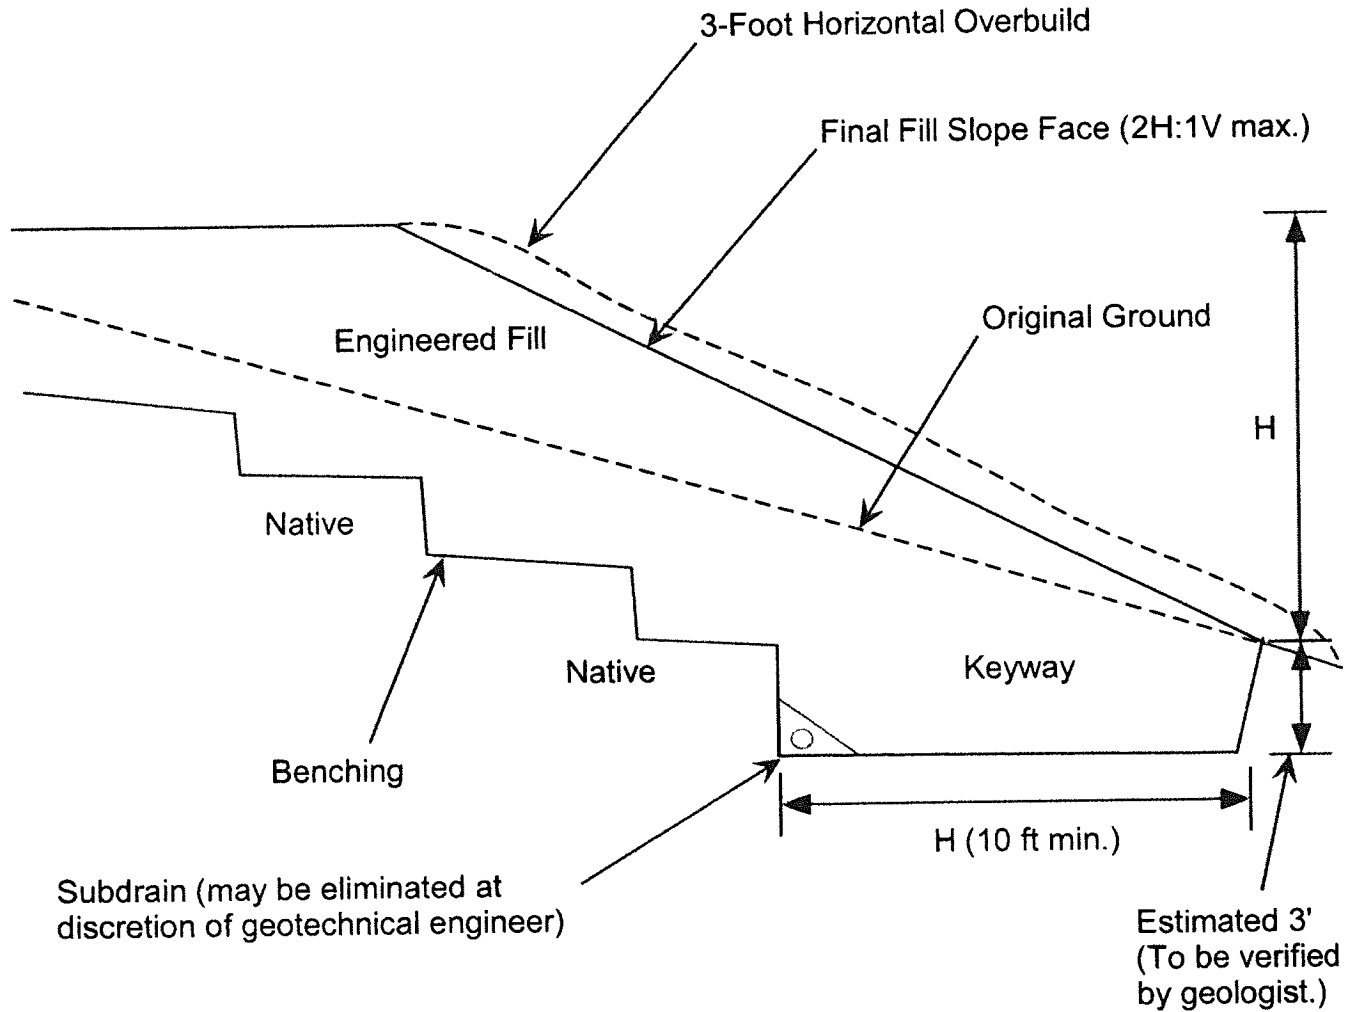 3-Foot Horizontal Overbuild
Final Fill Slope Face (2H:1V max.)
Original Ground
Engineered Fill
H
Native
Native
Keyway
Benching
H (10 ft min.)
Subdrain (may be eliminated at
discretion of geotechnical engineer)
Estimated 3'
(To be verified
by geologist.)